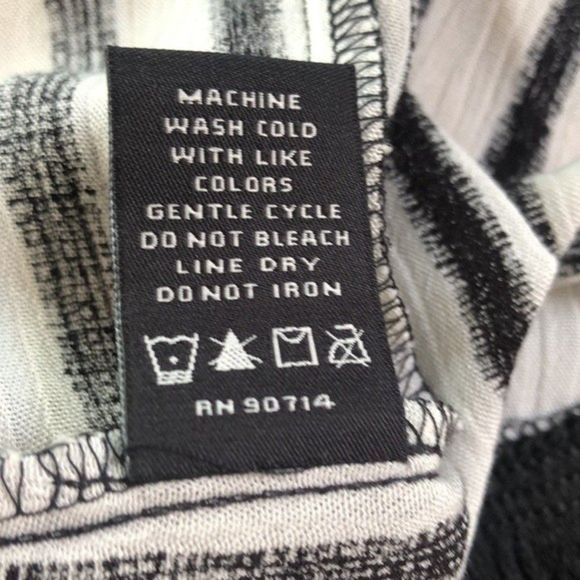 MACHINE
WASH COLD
WITH LIKE
COLORS
GENTLE CYCLE
DO NOT BLEACH
LINE DRY
DO NOT IRON
RN 90714